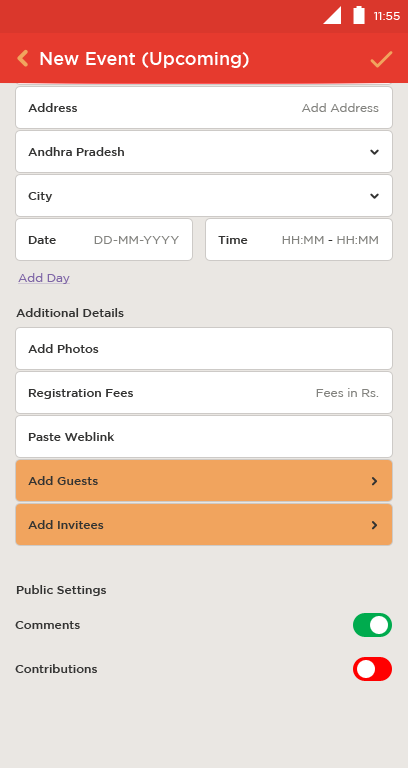 11:55
New Event (Upcoming)
Address Add Address
Andhra Pradesh
City
Date DD-MM-YYYY Time HH:MM - HH:MM
Add Day
Additional Details
Add Photos
Registration Fees Fees in Rs.
Paste Weblink
Add Guests
Add Invitees
Public Settings
Comments
Contributions